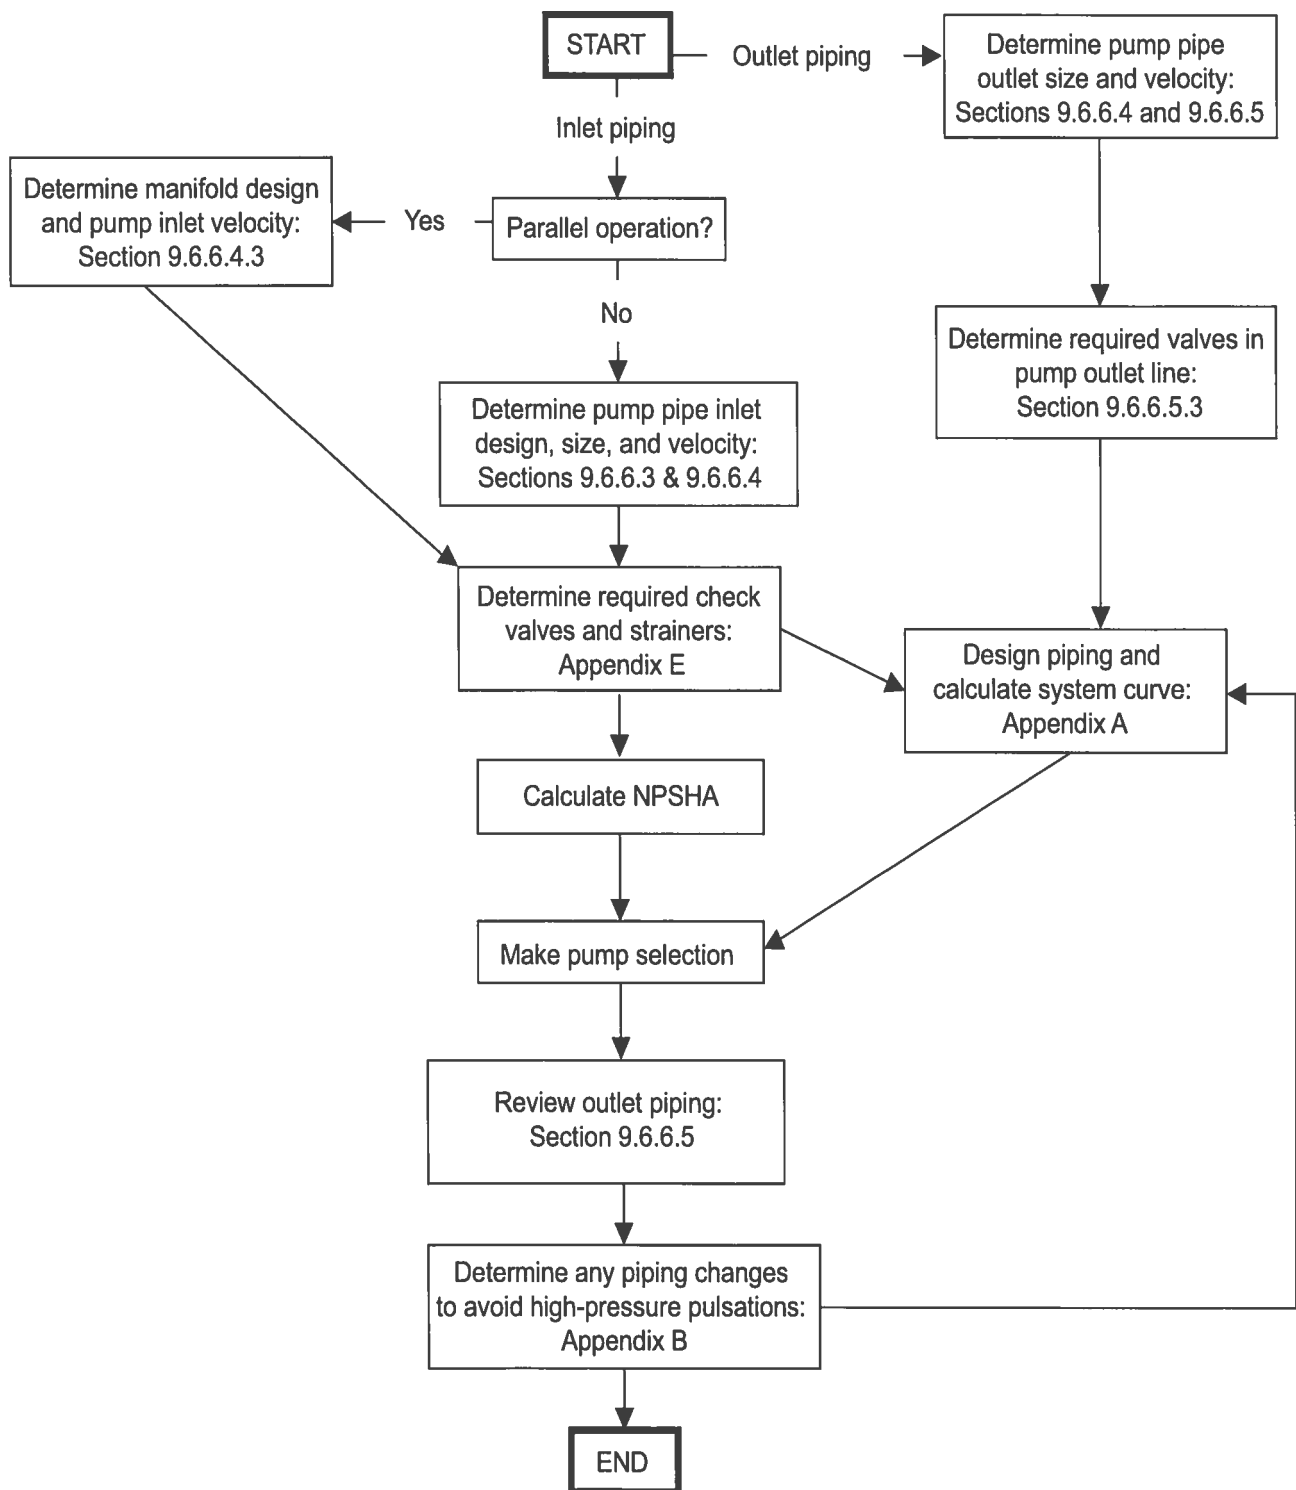 START
Outlet piping
Determine pump pipe
outlet size and velocity:
Sections 9.6.6.4 and 9.6.6.5
Inlet piping
Determine manifold design
and pump inlet velocity:
Section 9.6.6.4.3
Yes
Parallel operation?
No
Determine required valves in
pump outlet line:
Section 9.6.6.5.3
Determine pump pipe inlet
design, size, and velocity:
Sections 9.6.6.3 & 9.6.6.4
Determine required check
valves and strainers:
Appendix E
Design piping and
calculate system curve:
Appendix A
Calculate NPSHA
Make pump selection
Review outlet piping:
Section 9.6.6.5
Determine any piping changes
to avoid high-pressure pulsations:
Appendix B
END